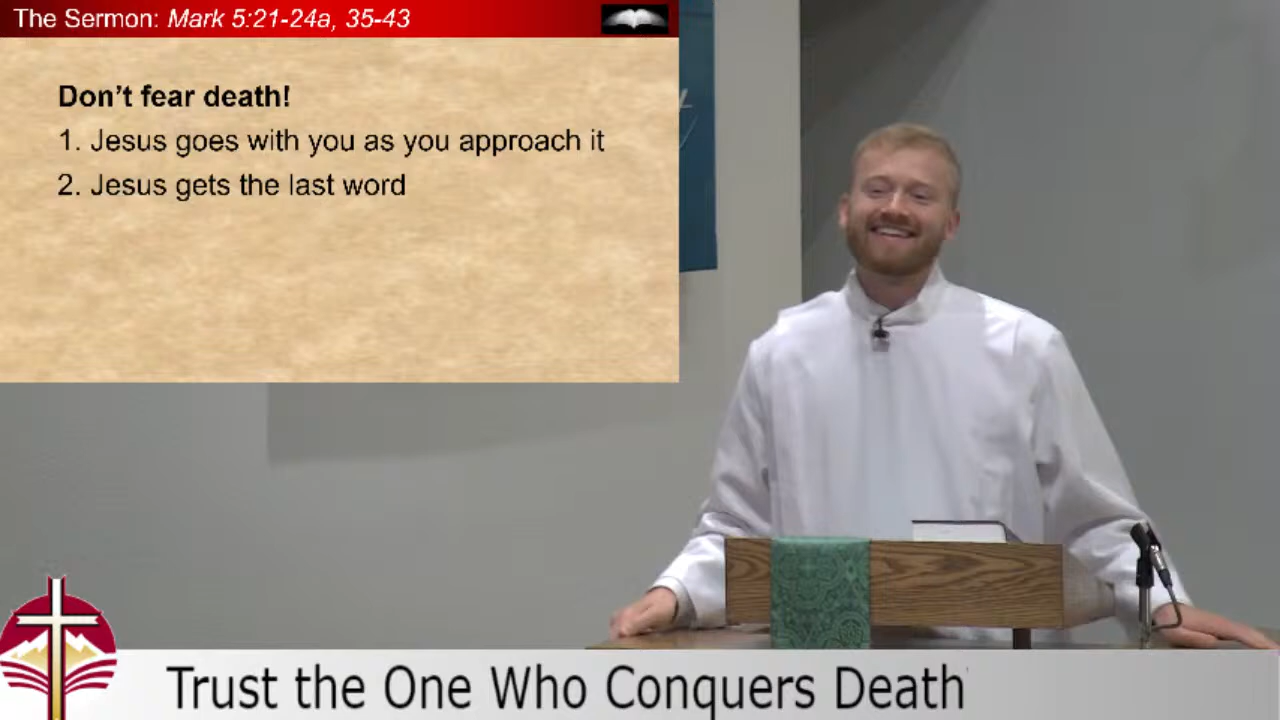 The Sermon: Mark 5:21-24a, 35-43
Don't fear death!
1. Jesus goes with you as you approach it
2. Jesus gets the last word
Trust the One Who Conquers Death